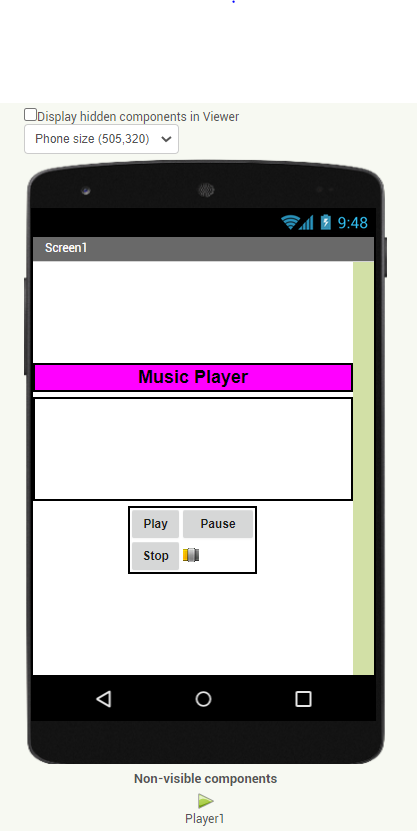 Display hidden components in Viewer
Phone size (505,320)
9:48
Screen1
Music Player
Play Pause
Stop
Non-visible components
Player1